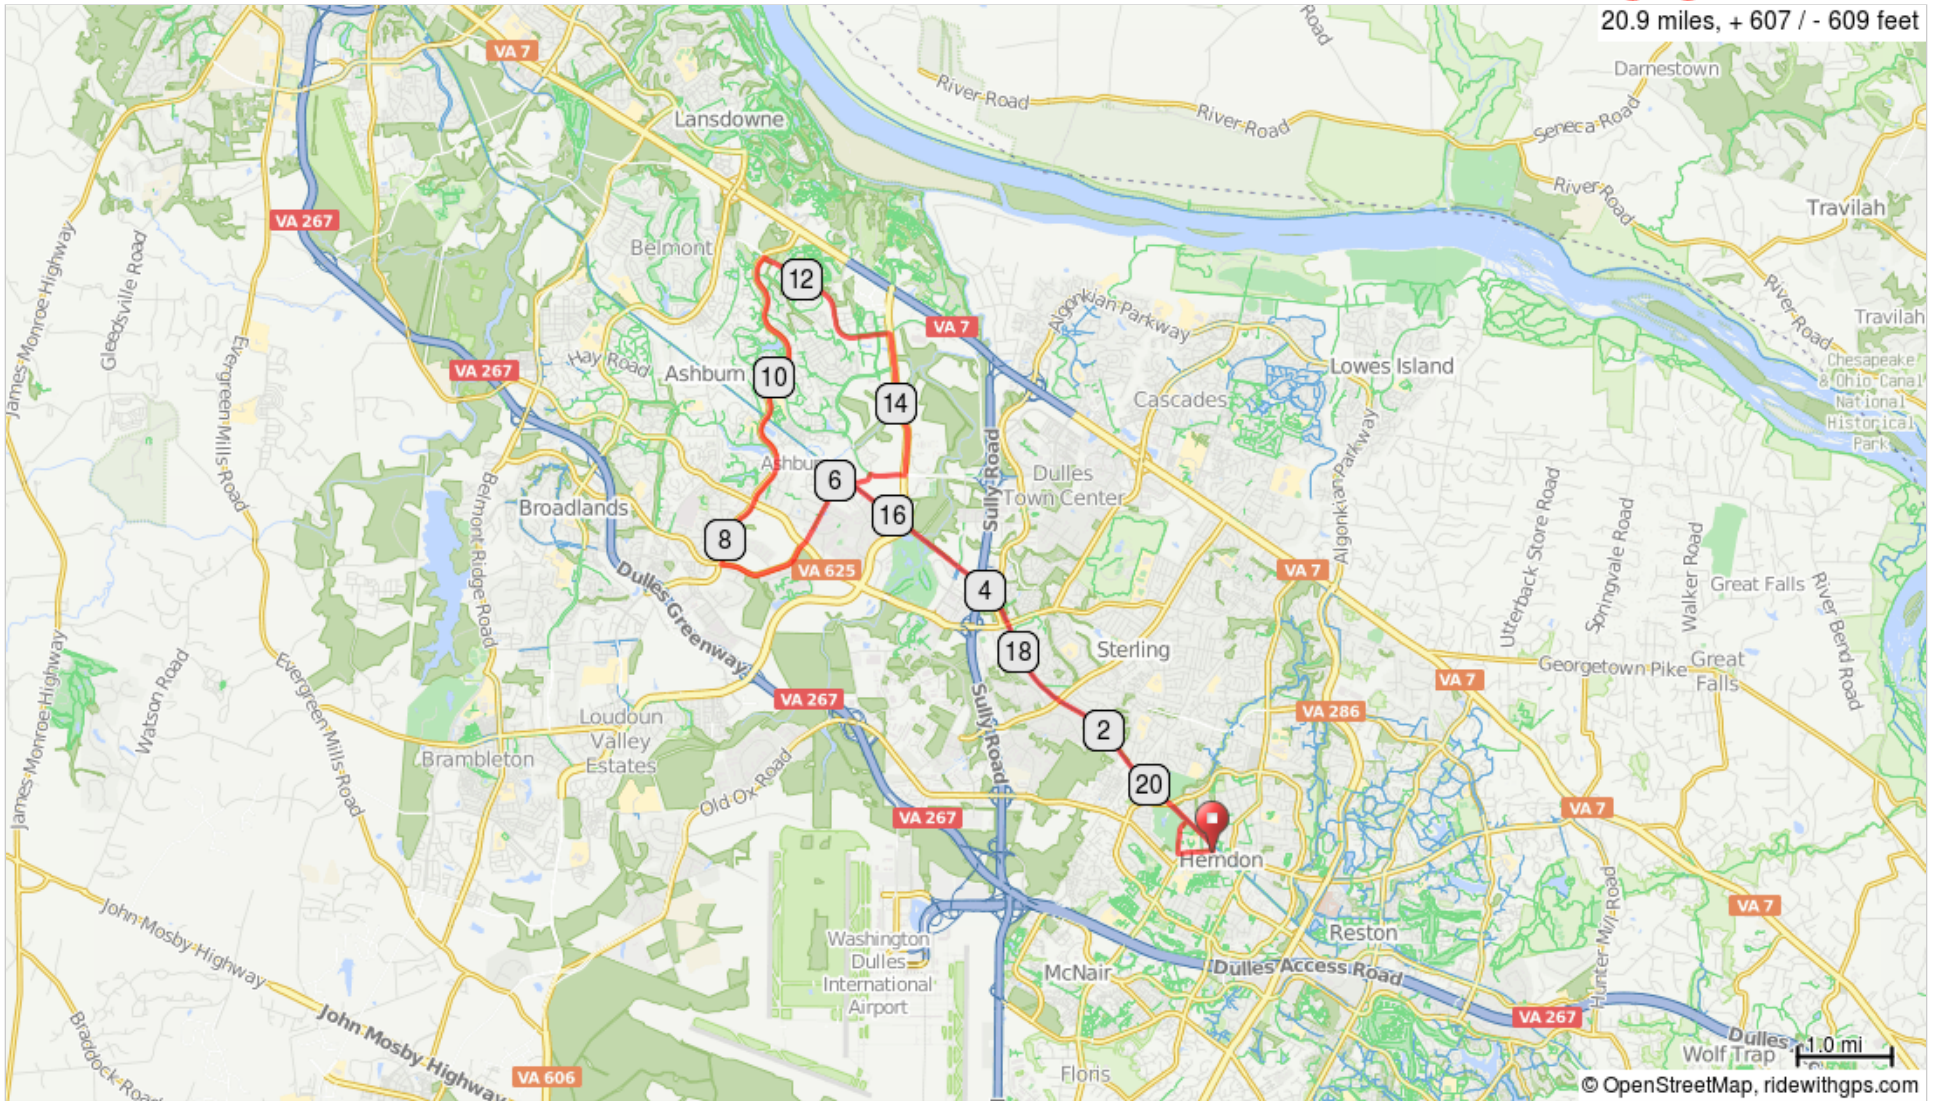 20.9 miles, + 607 / - 609 feet
VA 7
Road
Darnestown
River Road
River Road
Seneca Road
Lansdowne
River Road
Travilah
VA 267
James Monroe Highway
Gleedsville Road
Belmont
12
River Road
Algonkian Parkway
VA 7
Travilah
Evergreen Mills Road
VA 267
Hay Road
Ashburn
10
Lowes Island
Chesapeake
& Ohio Canal
National
Historical
Park
Cascades
14
Sully Road
Algonkian Parkway
Ashbur
6
Dulles
Town Center
Belmont Ridge Road
Broadlands
16
Utterback Store Road
Springvale Road
Walker Road
8
VA 625
VA 7
Great Falls
River Bend Road
Dulles Greenway
4
James Monroe Highway
Watson Road
Evergreen Mills Road
18
Sterling
Georgetown Pike
Great
Falls
VA 7
VA 267
Sully Road
VA 286
Loudoun
Valley
Estates
2
Brambleton
Old Ox Road
20
VA 267
VA 7
Herndon
John Mosby Highway
Hunter Mill Road
VA 7
Washington
Dulles
International
Airport
Reston
McNair
Dulles Access Road
John Mosby Highway
VA 267
Braddock Road
Dulles
1.0 mi
Wolf Trap
VA 606
Floris
© OpenStreetMap, ridewithgps.com